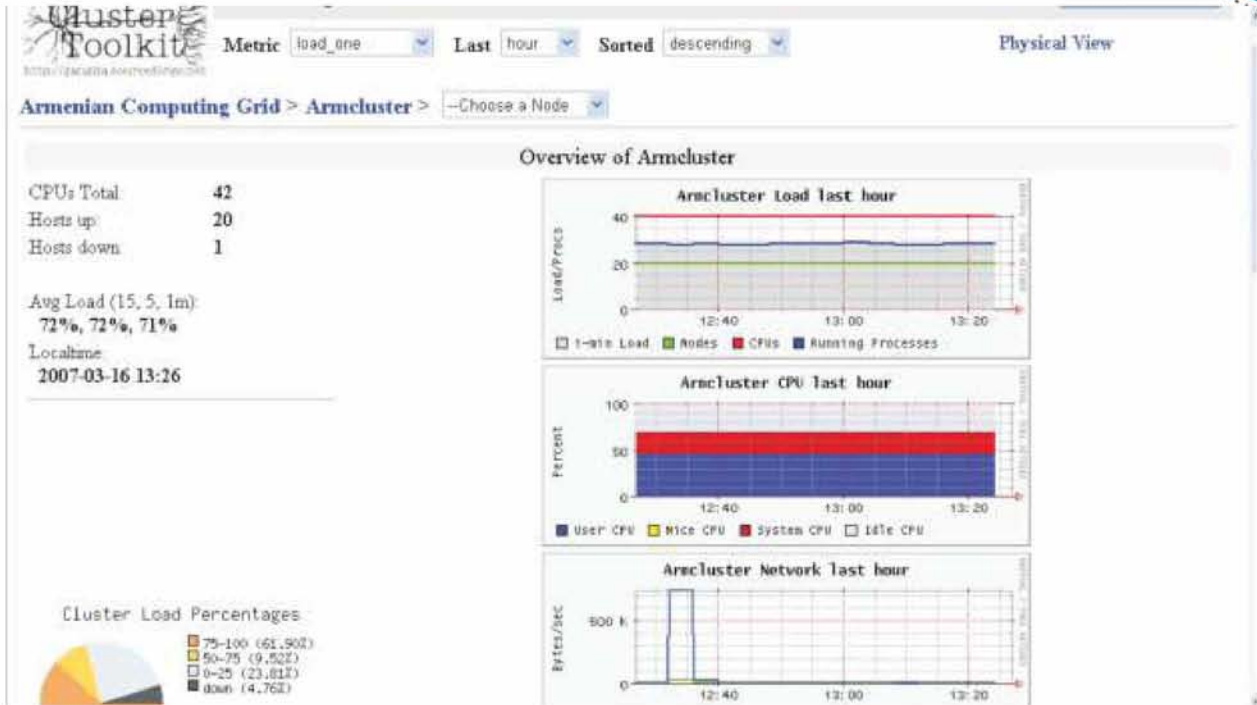 Cluster
Toolkit
Metric load_one Last hour Sorted descending Physical View
Armenian Computing Grid > Armcluster > --Choose a Node
Overview of Armcluster
CPUs Total: 42
Hosts up: 20
Hosts down: 1
Avg Load (15, 5, 1m):
72%, 72%, 71%
Localtime:
2007-03-16 13:26
Armcluster Load last hour
Load/Procs
40
20
0
12:40 13:00 13:20
1-min Load Nodes CPUs Running Processes
Armcluster CPU last hour
Percent
100
50
0
12:40 13:00 13:20
User CPU Nice CPU System CPU Idle CPU
Armcluster Network last hour
Bytes/sec
500 k
0
12:40 13:00 13:20
Cluster Load Percentages
75-100 (61.90%)
50-75 (9.52%)
0-25 (23.81%)
down (4.76%)